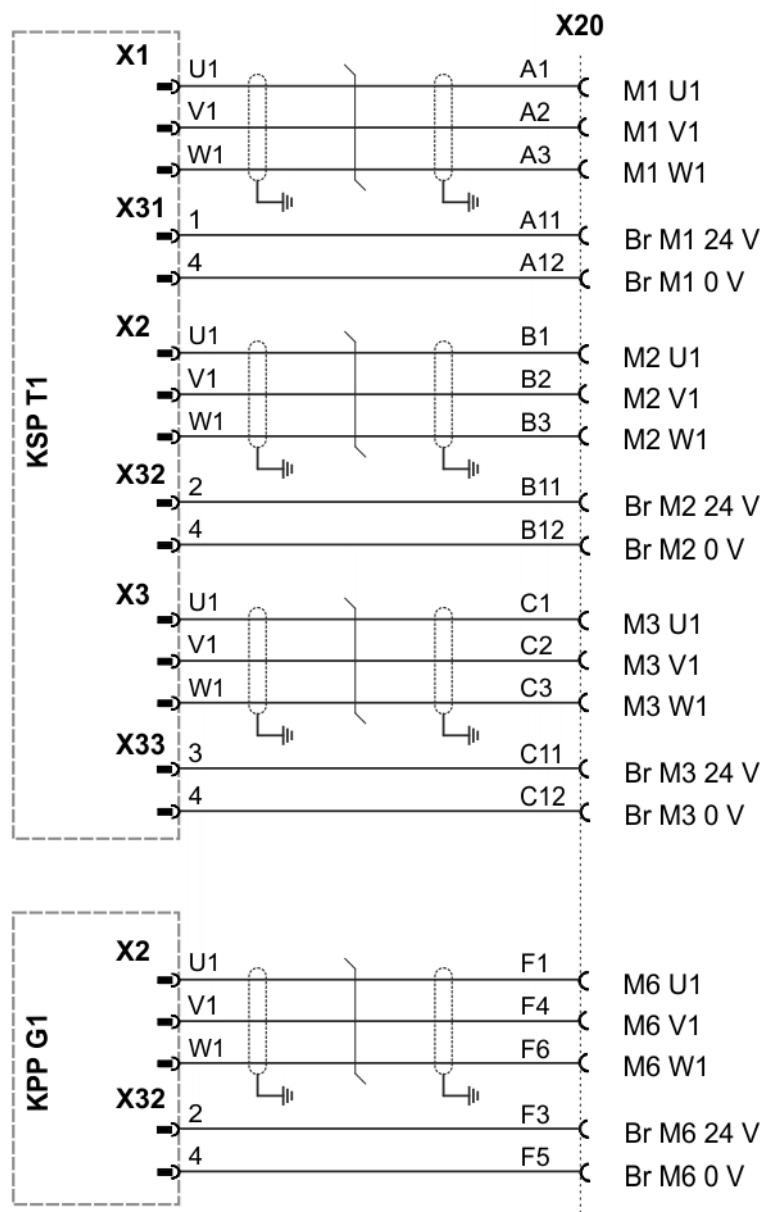 X20
X1
U1 A1 M1 U1
V1 A2 M1 V1
W1 A3 M1 W1
X31
1 A11 Br M1 24 V
4 A12 Br M1 0 V
X2
U1 B1 M2 U1
V1 B2 M2 V1
W1 B3 M2 W1
KSP T1
X32
2 B11 Br M2 24 V
4 B12 Br M2 0 V
X3
U1 C1 M3 U1
V1 C2 M3 V1
W1 C3 M3 W1
X33
3 C11 Br M3 24 V
4 C12 Br M3 0 V
X2
U1 F1 M6 U1
V1 F4 M6 V1
W1 F6 M6 W1
KPP G1
X32
2 F3 Br M6 24 V
4 F5 Br M6 0 V